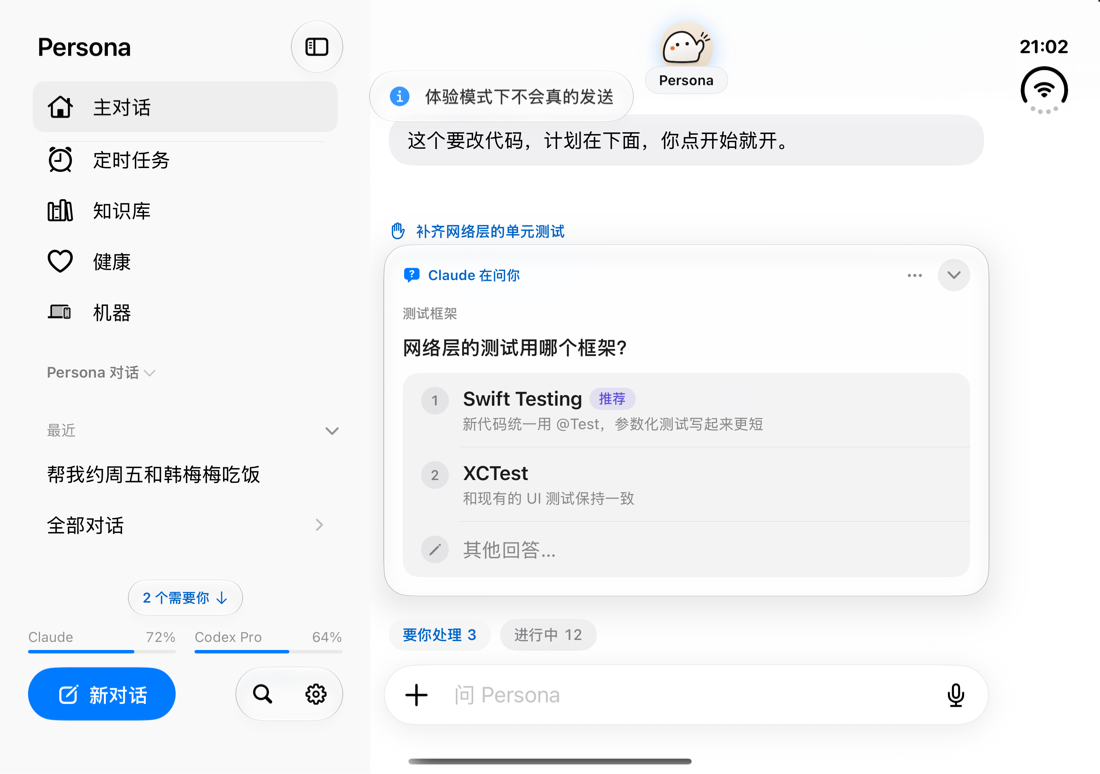 Persona
主对话
定时任务
知识库
健康
机器
Persona 对话
最近
帮我约周五和韩梅梅吃饭
全部对话
2 个需要你
Claude 72% Codex Pro 64%
新对话
Persona
21:02
体验模式下不会真的发送
这个要改代码，计划在下面，你点开始就开。
补齐网络层的单元测试
Claude 在问你
测试框架
网络层的测试用哪个框架?
1 Swift Testing 推荐
新代码统一用 @Test，参数化测试写起来更短
2 XCTest
和现有的 UI 测试保持一致
其他回答...
要你处理 3 进行中 12
问 Persona